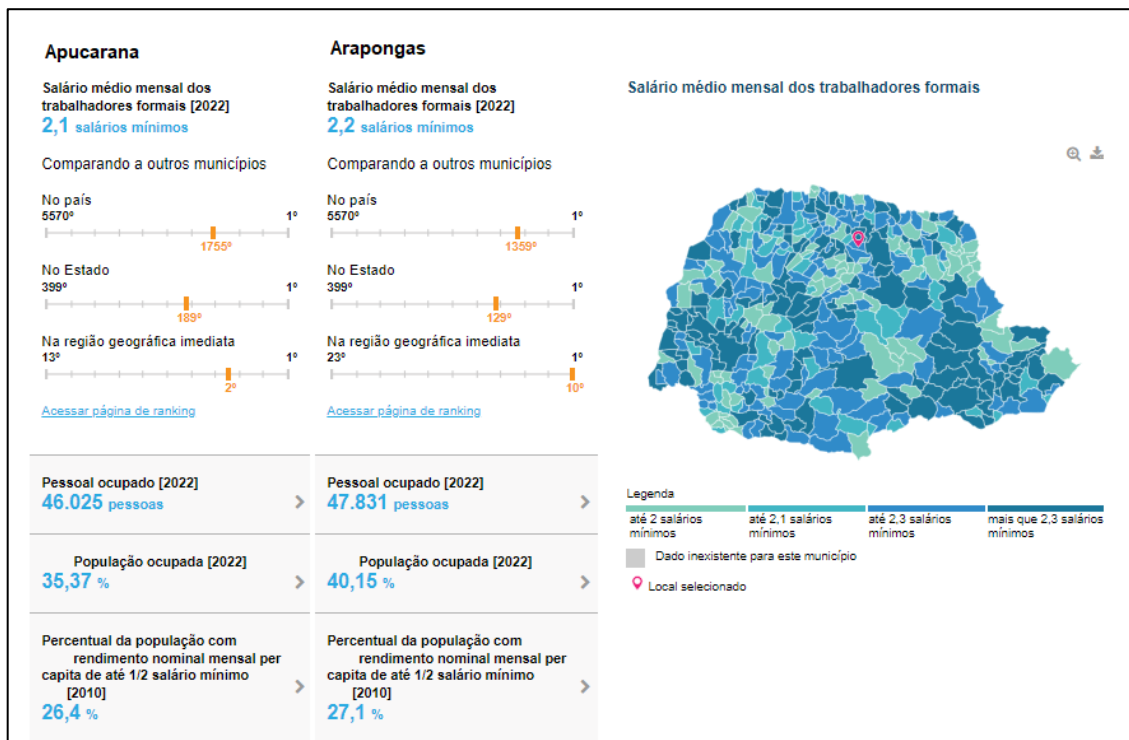 Apucarana
Salário médio mensal dos
trabalhadores formais [2022]
2,1 salários mínimos
Comparando a outros municípios
No país
5570º 1º
1755º
No Estado
399º 1º
189º
Na região geográfica imediata
13º 1º
2º
Acessar página de ranking
Pessoal ocupado [2022]
46.025 pessoas
População ocupada [2022]
35,37 %
Percentual da população com
rendimento nominal mensal per
capita de até 1/2 salário mínimo
[2010]
26,4 %
Arapongas
Salário médio mensal dos
trabalhadores formais [2022]
2,2 salários mínimos
Comparando a outros municípios
No país
5570º 1º
1359º
No Estado
399º 1º
129º
Na região geográfica imediata
23º 1º
10º
Acessar página de ranking
Pessoal ocupado [2022]
47.831 pessoas
População ocupada [2022]
40,15 %
Percentual da população com
rendimento nominal mensal per
capita de até 1/2 salário mínimo
[2010]
27,1 %
Salário médio mensal dos trabalhadores formais
Legenda
até 2 salários
mínimos
até 2,1 salários
mínimos
até 2,3 salários
mínimos
mais que 2,3 salários
mínimos
Dado inexistente para este município
Local selecionado